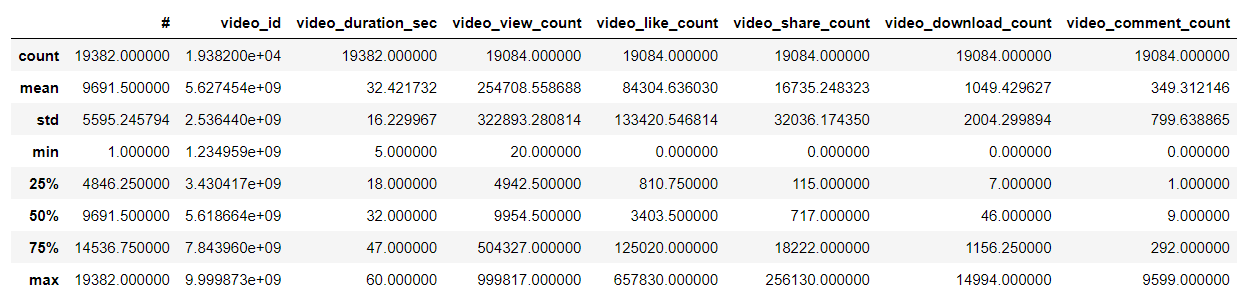 # video_id video_duration_sec video_view_count video_like_count video_share_count video_download_count video_comment_count
count 19382.000000 1.938200e+04 19382.000000 19084.000000 19084.000000 19084.000000 19084.000000 19084.000000
mean 9691.500000 5.627454e+09 32.421732 254708.558688 84304.636030 16735.248323 1049.429627 349.312146
std 5595.245794 2.536440e+09 16.229967 322893.280814 133420.546814 32036.174350 2004.299894 799.638865
min 1.000000 1.234959e+09 5.000000 20.000000 0.000000 0.000000 0.000000 0.000000
25% 4846.250000 3.430417e+09 18.000000 4942.500000 810.750000 115.000000 7.000000 1.000000
50% 9691.500000 5.618664e+09 32.000000 9954.500000 3403.500000 717.000000 46.000000 9.000000
75% 14536.750000 7.843960e+09 47.000000 504327.000000 125020.000000 18222.000000 1156.250000 292.000000
max 19382.000000 9.999873e+09 60.000000 999817.000000 657830.000000 256130.000000 14994.000000 9599.000000